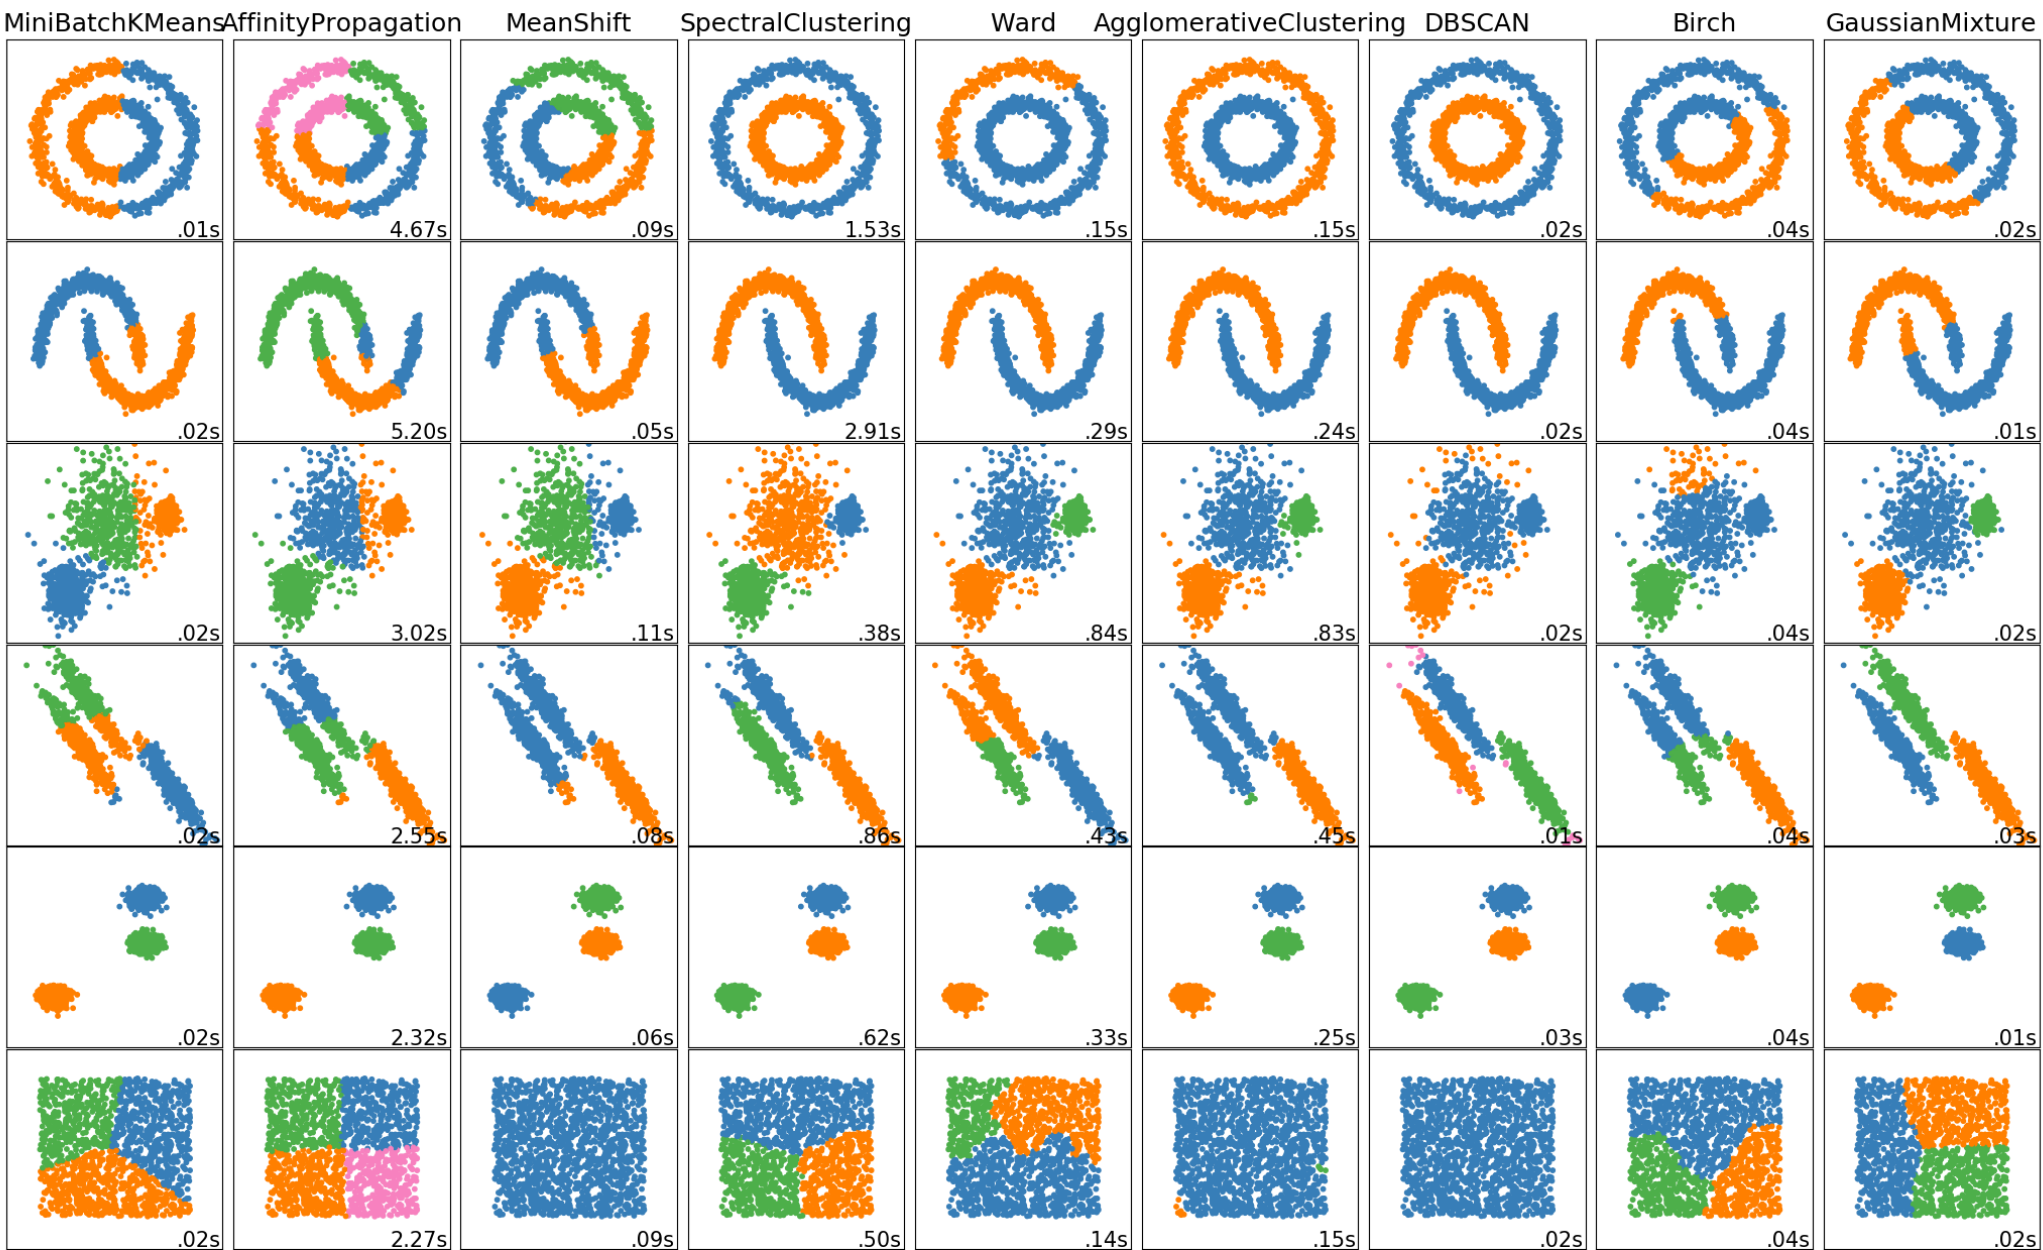 MiniBatchKMeans AffinityPropagation MeanShift SpectralClustering Ward AgglomerativeClustering DBSCAN Birch GaussianMixture
.01s 4.67s .09s 1.53s .15s .15s .02s .04s .02s
.02s 5.20s .05s 2.91s .29s .24s .02s .04s .01s
.02s 3.02s .11s .38s .84s .83s .02s .04s .02s
.02s 2.55s .08s .86s .43s .45s .01s .04s .03s
.02s 2.32s .06s .62s .33s .25s .03s .04s .01s
.02s 2.27s .09s .50s .14s .15s .02s .04s .02s